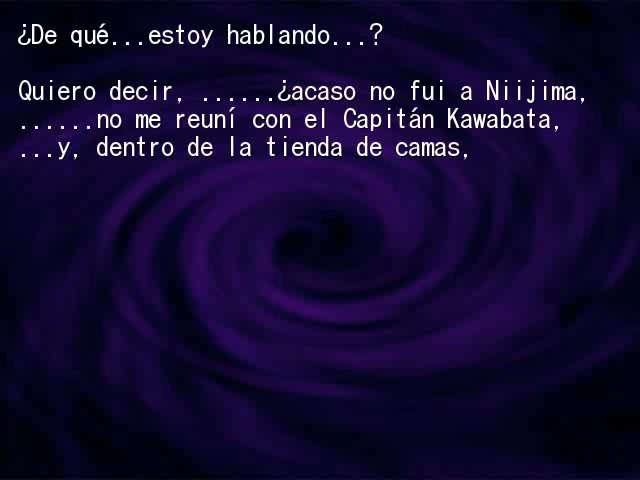 ¿De qué...estoy hablando...?
Quiero decir, ......¿acaso no fui a Niijima,
......no me reuní con el Capitán Kawabata,
...y, dentro de la tienda de camas,